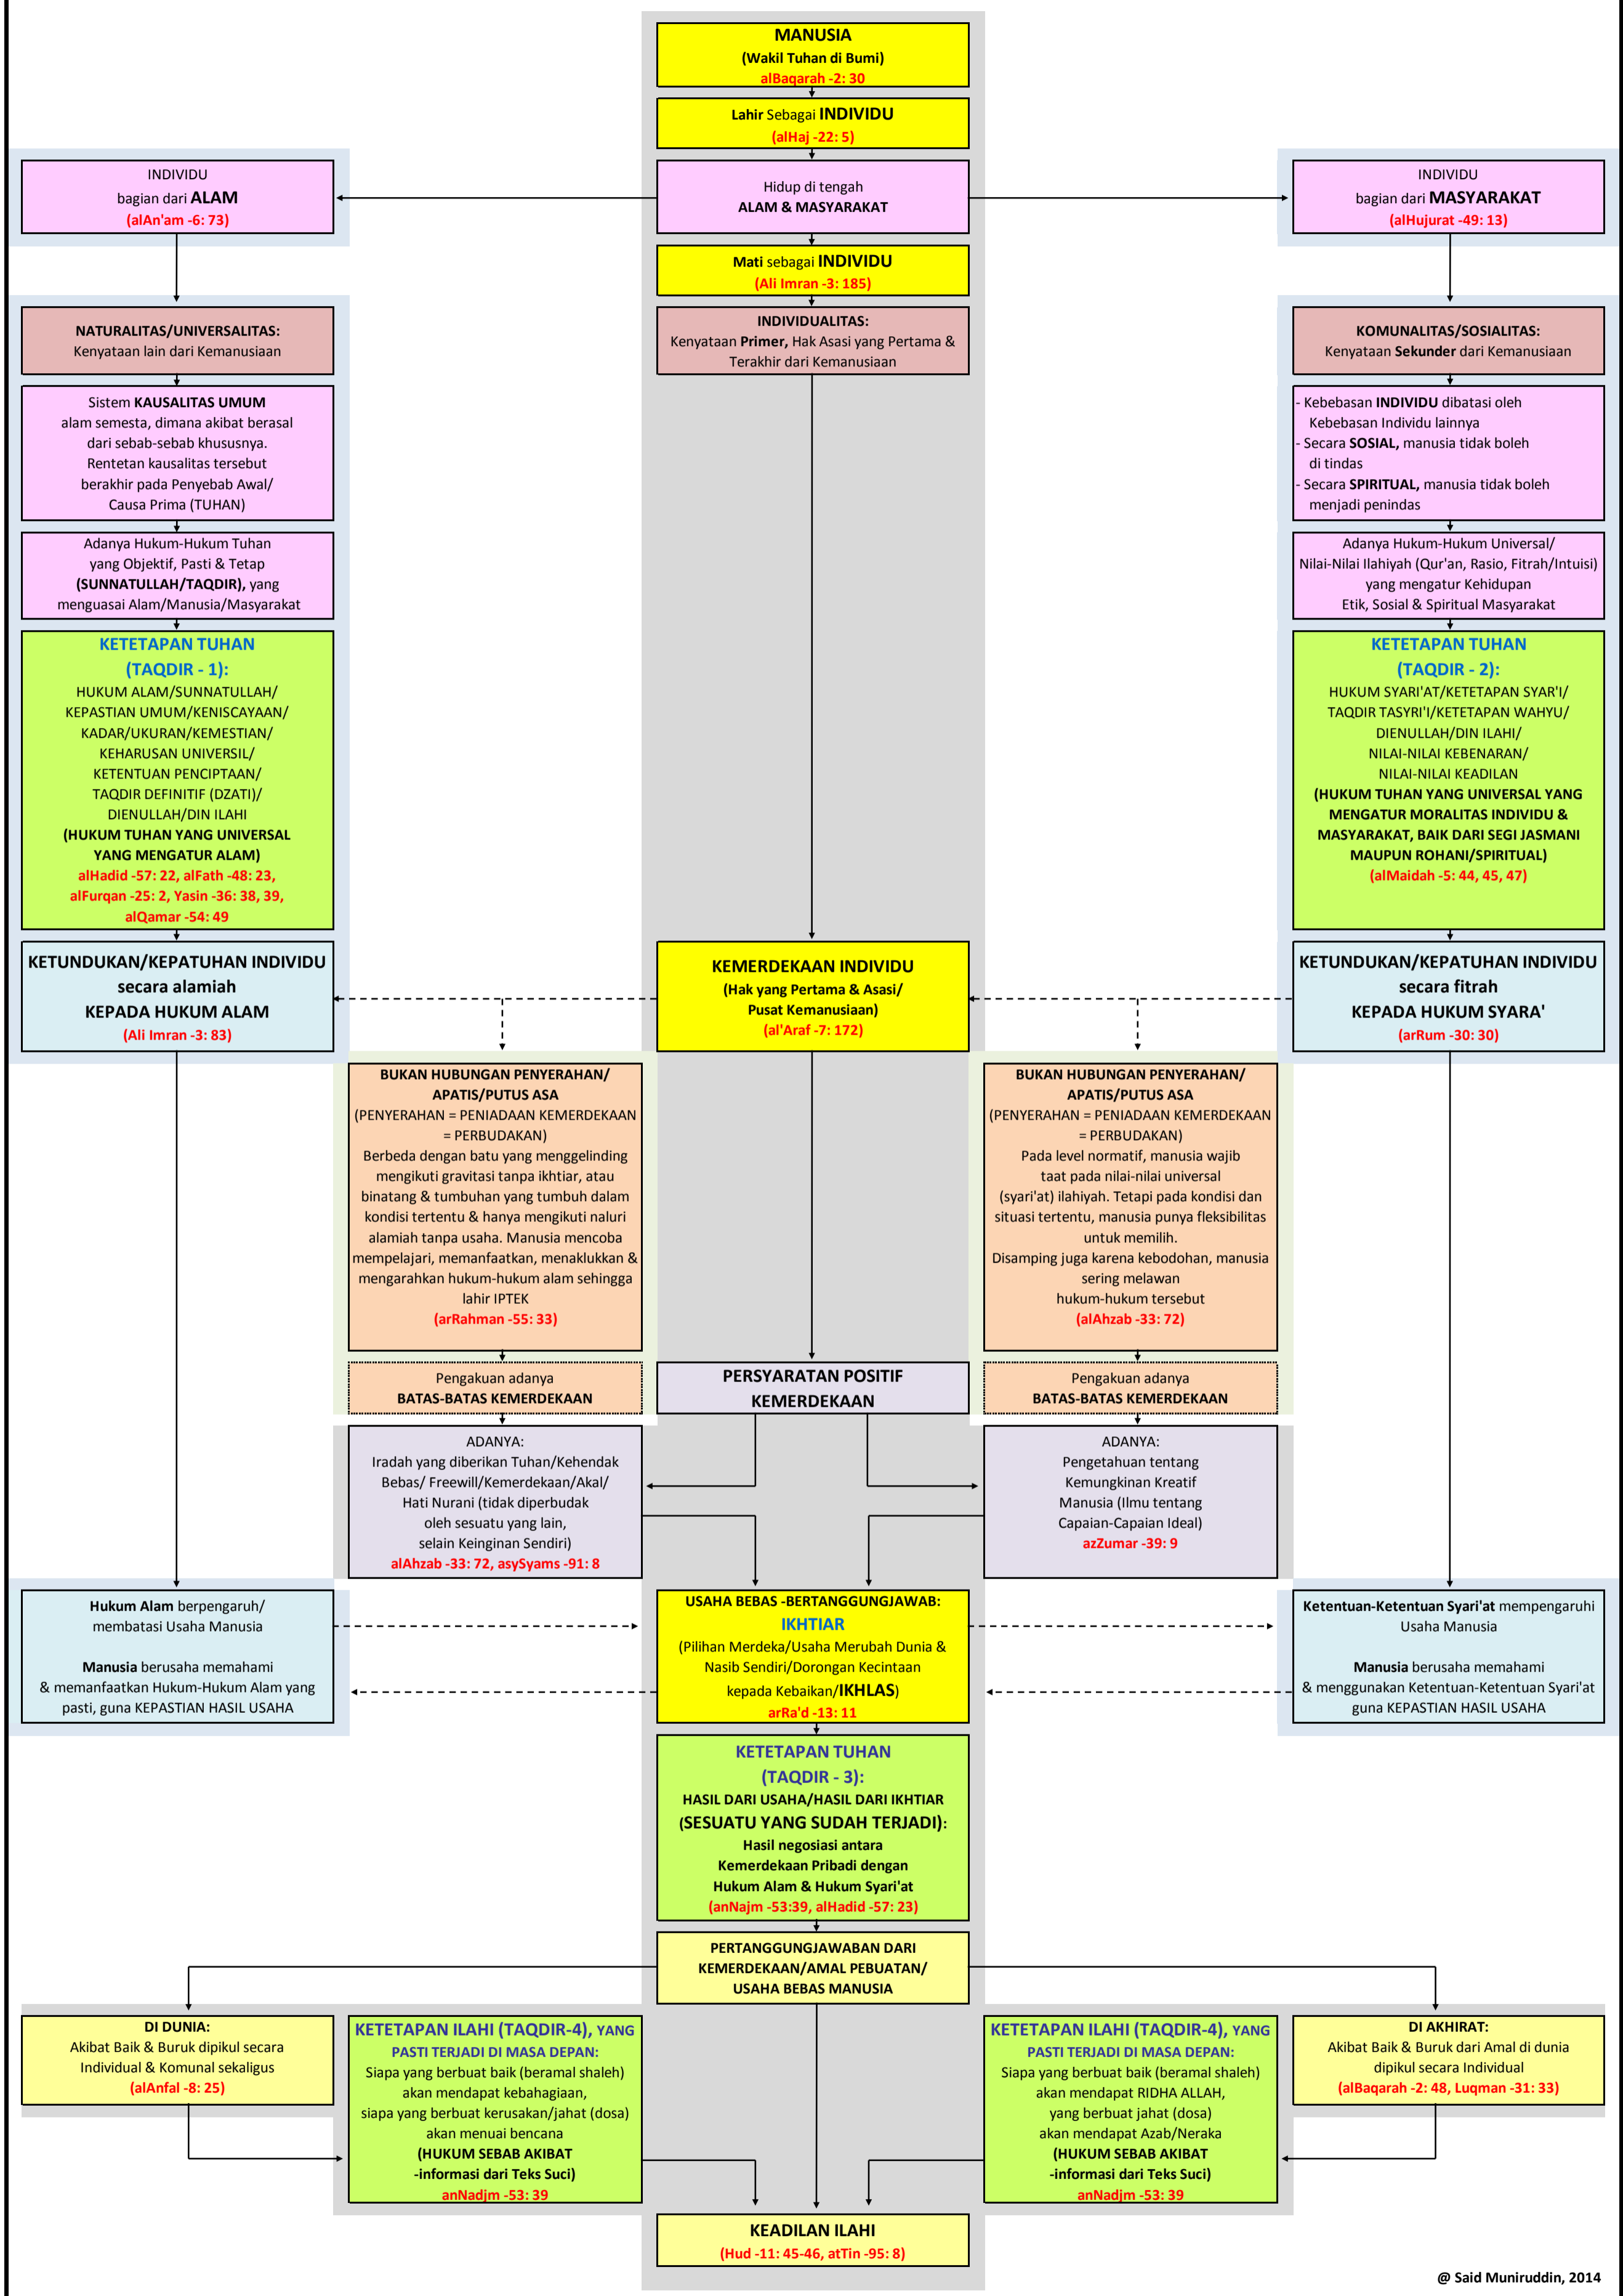 MANUSIA
(Wakil Tuhan di Bumi)
alBaqarah -2: 30
Lahir Sebagai INDIVIDU
(alHaj -22: 5)
INDIVIDU
bagian dari ALAM
(alAn'am -6: 73)
Hidup di tengah
ALAM & MASYARAKAT
INDIVIDU
bagian dari MASYARAKAT
(alHujurat -49: 13)
Mati sebagai INDIVIDU
(Ali Imran -3: 185)
NATURALITAS/UNIVERSALITAS:
Kenyataan lain dari Kemanusiaan
INDIVIDUALITAS:
Kenyataan Primer, Hak Asasi yang Pertama &
Terakhir dari Kemanusiaan
KOMUNALITAS/SOSIALITAS:
Kenyataan Sekunder dari Kemanusiaan
Sistem KAUSALITAS UMUM
alam semesta, dimana akibat berasal
dari sebab-sebab khususnya.
Rentetan kausalitas tersebut
berakhir pada Penyebab Awal/
Causa Prima (TUHAN)
- Kebebasan INDIVIDU dibatasi oleh
Kebebasan Individu lainnya
- Secara SOSIAL, manusia tidak boleh
di tindas
- Secara SPIRITUAL, manusia tidak boleh
menjadi penindas
Adanya Hukum-Hukum Tuhan
yang Objektif, Pasti & Tetap
(SUNNATULLAH/TAQDIR), yang
menguasai Alam/Manusia/Masyarakat
Adanya Hukum-Hukum Universal/
Nilai-Nilai Ilahiyah (Qur'an, Rasio, Fitrah/Intuisi)
yang mengatur Kehidupan
Etik, Sosial & Spiritual Masyarakat
KETETAPAN TUHAN
(TAQDIR - 1):
HUKUM ALAM/SUNNATULLAH/
KEPASTIAN UMUM/KENISCAYAAN/
KADAR/UKURAN/KEMESTIAN/
KEHARUSAN UNIVERSIL/
KETENTUAN PENCIPTAAN/
TAQDIR DEFINITIF (DZATI)/
DIENULLAH/DIN ILAHI
(HUKUM TUHAN YANG UNIVERSAL
YANG MENGATUR ALAM)
alHadid -57: 22, alFath -48: 23,
alFurqan -25: 2, Yasin -36: 38, 39,
alQamar -54: 49
KETETAPAN TUHAN
(TAQDIR - 2):
HUKUM SYARI'AT/KETETAPAN SYAR'I/
TAQDIR TASYRI'I/KETETAPAN WAHYU/
DIENULLAH/DIN ILAHI/
NILAI-NILAI KEBENARAN/
NILAI-NILAI KEADILAN
(HUKUM TUHAN YANG UNIVERSAL YANG
MENGATUR MORALITAS INDIVIDU &
MASYARAKAT, BAIK DARI SEGI JASMANI
MAUPUN ROHANI/SPIRITUAL)
(alMaidah -5: 44, 45, 47)
KETUNDUKAN/KEPATUHAN INDIVIDU
secara alamiah
KEPADA HUKUM ALAM
(Ali Imran -3: 83)
KEMERDEKAAN INDIVIDU
(Hak yang Pertama & Asasi/
Pusat Kemanusiaan)
(al'Araf -7: 172)
KETUNDUKAN/KEPATUHAN INDIVIDU
secara fitrah
KEPADA HUKUM SYARA'
(arRum -30: 30)
BUKAN HUBUNGAN PENYERAHAN/
APATIS/PUTUS ASA
(PENYERAHAN = PENIADAAN KEMERDEKAAN
= PERBUDAKAN)
Berbeda dengan batu yang menggelinding
mengikuti gravitasi tanpa ikhtiar, atau
binatang & tumbuhan yang tumbuh dalam
kondisi tertentu & hanya mengikuti naluri
alamiah tanpa usaha. Manusia mencoba
mempelajari, memanfaatkan, menaklukkan &
mengarahkan hukum-hukum alam sehingga
lahir IPTEK
(arRahman -55: 33)
BUKAN HUBUNGAN PENYERAHAN/
APATIS/PUTUS ASA
(PENYERAHAN = PENIADAAN KEMERDEKAAN
= PERBUDAKAN)
Pada level normatif, manusia wajib
taat pada nilai-nilai universal
(syari'at) ilahiyah. Tetapi pada kondisi dan
situasi tertentu, manusia punya fleksibilitas
untuk memilih.
Disamping juga karena kebodohan, manusia
sering melawan
hukum-hukum tersebut
(alAhzab -33: 72)
Pengakuan adanya
BATAS-BATAS KEMERDEKAAN
PERSYARATAN POSITIF
KEMERDEKAAN
Pengakuan adanya
BATAS-BATAS KEMERDEKAAN
ADANYA:
Iradah yang diberikan Tuhan/Kehendak
Bebas/ Freewill/Kemerdekaan/Akal/
Hati Nurani (tidak diperbudak
oleh sesuatu yang lain,
selain Keinginan Sendiri)
alAhzab -33: 72, asySyams -91: 8
ADANYA:
Pengetahuan tentang
Kemungkinan Kreatif
Manusia (Ilmu tentang
Capaian-Capaian Ideal)
azZumar -39: 9
Hukum Alam berpengaruh/
membatasi Usaha Manusia
Manusia berusaha memahami
& memanfaatkan Hukum-Hukum Alam yang
pasti, guna KEPASTIAN HASIL USAHA
USAHA BEBAS -BERTANGGUNGJAWAB:
IKHTIAR
(Pilihan Merdeka/Usaha Merubah Dunia &
Nasib Sendiri/Dorongan Kecintaan
kepada Kebaikan/IKHLAS)
arRa'd -13: 11
Ketentuan-Ketentuan Syari'at mempengaruhi
Usaha Manusia
Manusia berusaha memahami
& menggunakan Ketentuan-Ketentuan Syari'at
guna KEPASTIAN HASIL USAHA
KETETAPAN TUHAN
(TAQDIR - 3):
HASIL DARI USAHA/HASIL DARI IKHTIAR
(SESUATU YANG SUDAH TERJADI):
Hasil negosiasi antara
Kemerdekaan Pribadi dengan
Hukum Alam & Hukum Syari'at
(anNajm -53:39, alHadid -57: 23)
PERTANGGUNGJAWABAN DARI
KEMERDEKAAN/AMAL PEBUATAN/
USAHA BEBAS MANUSIA
DI DUNIA:
Akibat Baik & Buruk dipikul secara
Individual & Komunal sekaligus
(alAnfal -8: 25)
KETETAPAN ILAHI (TAQDIR-4), YANG
PASTI TERJADI DI MASA DEPAN:
Siapa yang berbuat baik (beramal shaleh)
akan mendapat kebahagiaan,
siapa yang berbuat kerusakan/jahat (dosa)
akan menuai bencana
(HUKUM SEBAB AKIBAT
-informasi dari Teks Suci)
anNadjm -53: 39
KETETAPAN ILAHI (TAQDIR-4), YANG
PASTI TERJADI DI MASA DEPAN:
Siapa yang berbuat baik (beramal shaleh)
akan mendapat RIDHA ALLAH,
yang berbuat jahat (dosa)
akan mendapat Azab/Neraka
(HUKUM SEBAB AKIBAT
-informasi dari Teks Suci)
anNadjm -53: 39
DI AKHIRAT:
Akibat Baik & Buruk dari Amal di dunia
dipikul secara Individual
(alBaqarah -2: 48, Luqman -31: 33)
KEADILAN ILAHI
(Hud -11: 45-46, atTin -95: 8)
@ Said Muniruddin, 2014